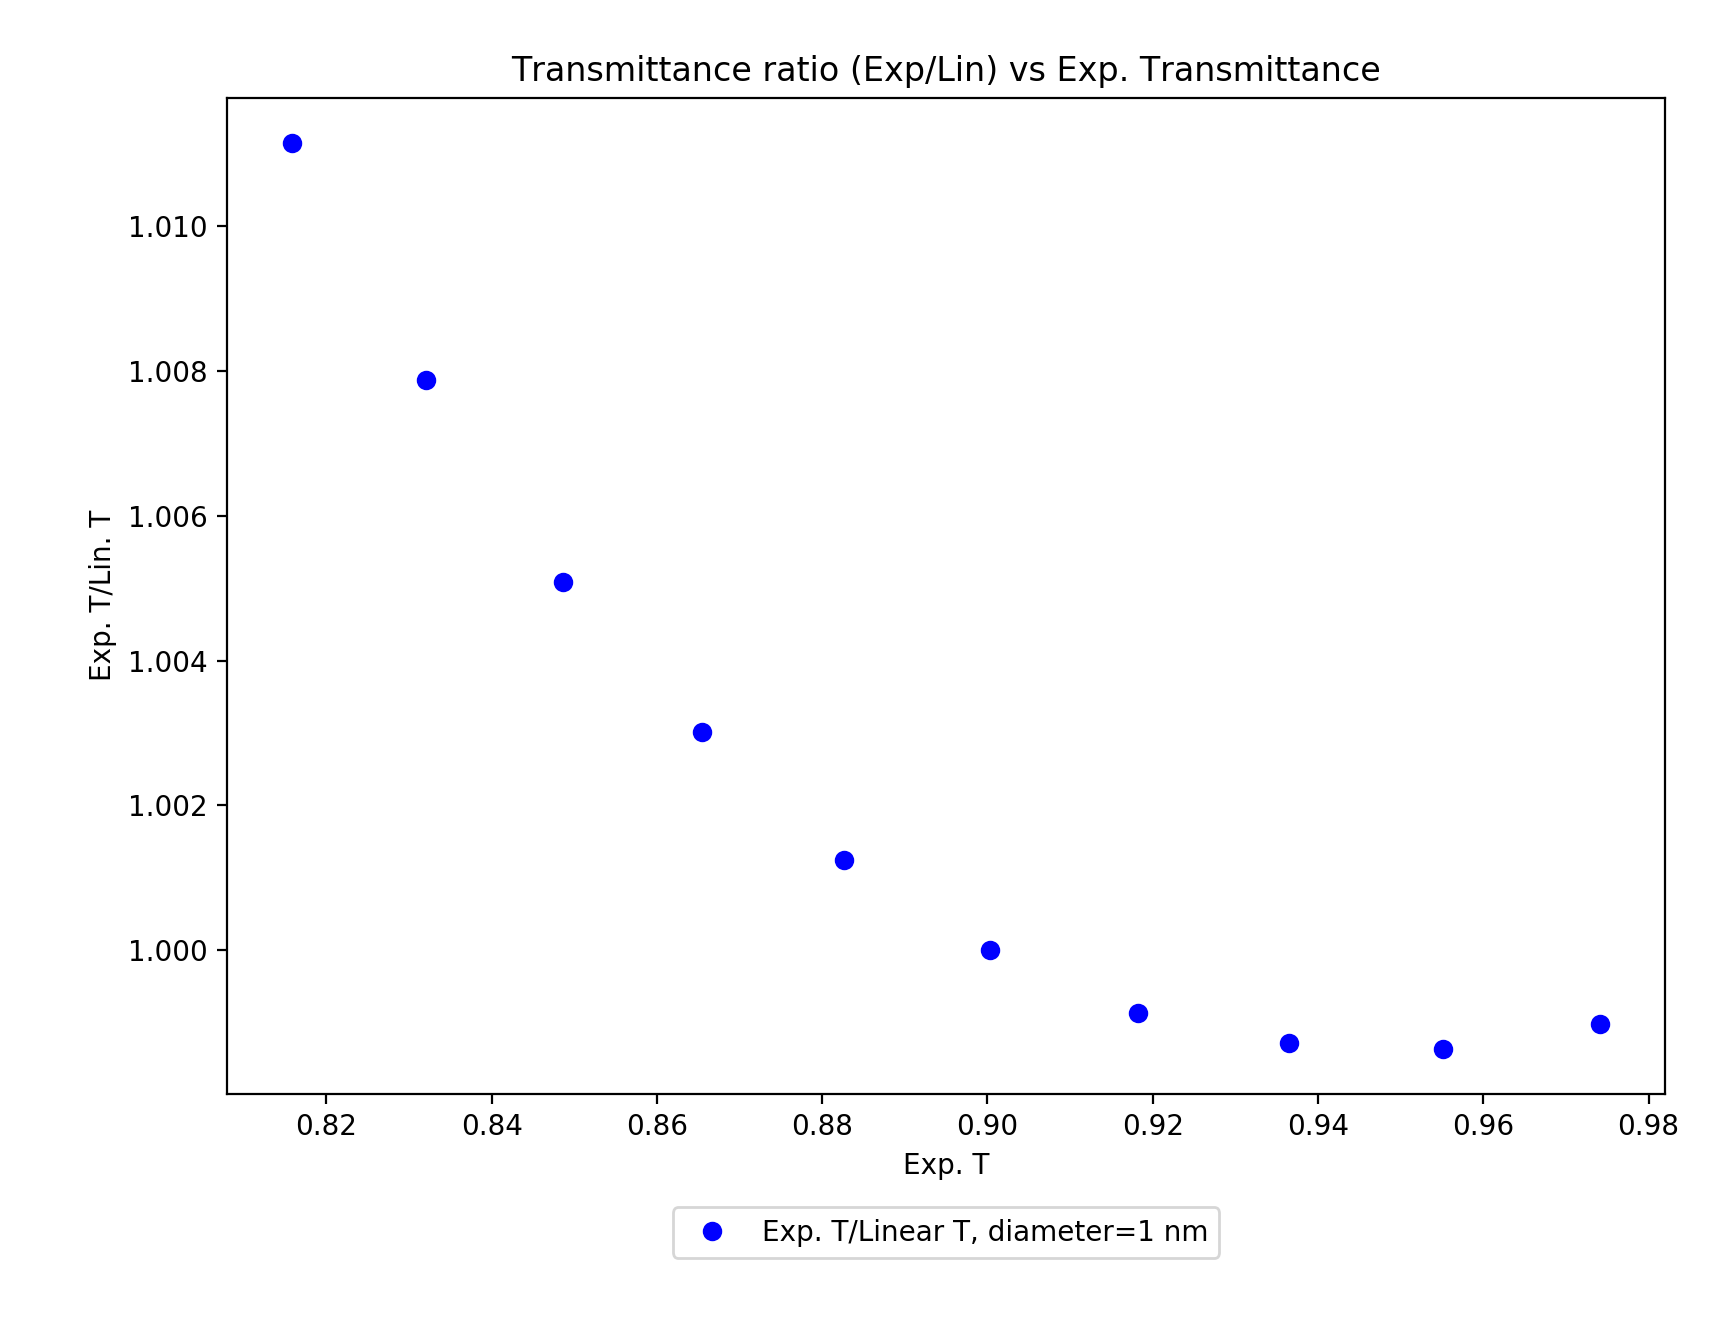 Transmittance ratio (Exp/Lin) vs Exp. Transmittance
1.010
1.008
1.006
1.004
1.002
1.000
Exp. T/Lin. T
0.82 0.84 0.86 0.88 0.90 0.92 0.94 0.96 0.98
Exp. T
Exp. T/Linear T, diameter=1 nm